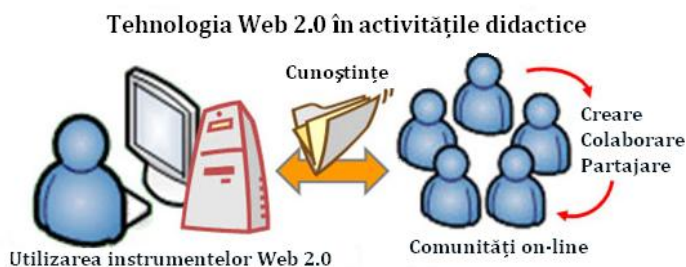 Tehnologia Web 2.0 în activitățile didactice
Cunoștințe
Creare
Colaborare
Partajare
Utilizarea instrumentelor Web 2.0
Comunități on-line